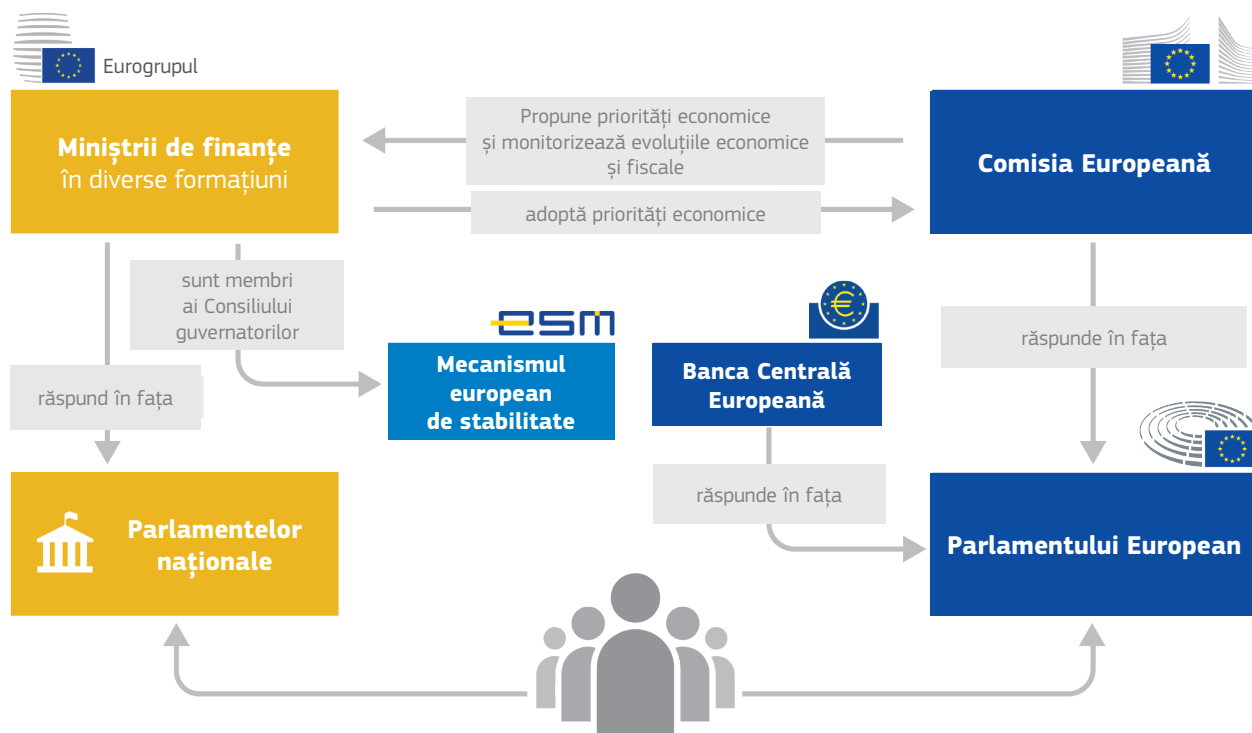 Eurogrupul
Miniștrii de finanțe
în diverse formațiuni
Propune priorități economice
și monitorizează evoluțiile economice
și fiscale
adoptă priorități economice
Comisia Europeană
sunt membri
ai Consiliului
guvernatorilor
răspund în fața
esm
Mecanismul
european
de stabilitate
€
Banca Centrală
Europeană
răspunde în fața
răspunde în fața
Parlamentelor
naționale
Parlamentului European